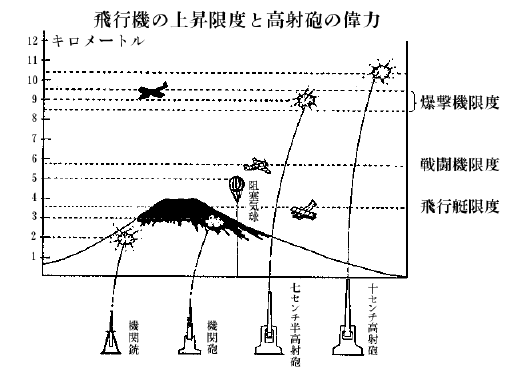 飛行機の上昇限度と高射砲の偉力
キロメートル
12
11
10
9
8
7
6
5
4
3
2
1
爆撃機限度
戦闘機限度
飛行艇限度
阻塞気球
機関銃
機関砲
七センチ半高射砲
十センチ高射砲